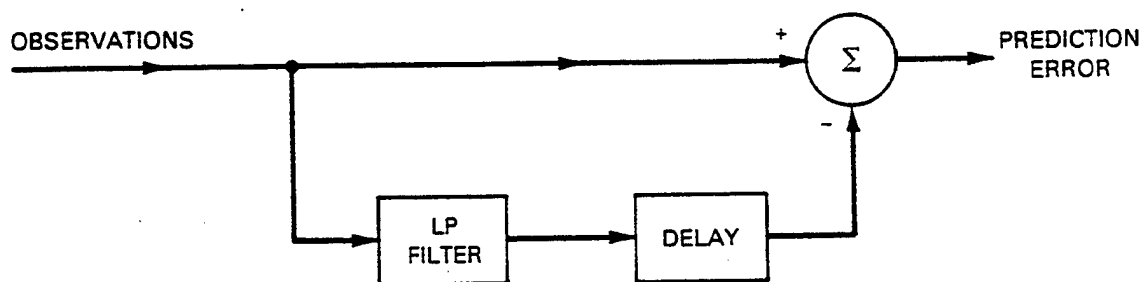 OBSERVATIONS
+
Σ
PREDICTION
ERROR
-
LP
FILTER
DELAY